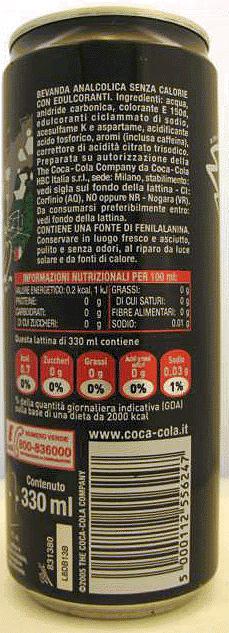 BEVANDA ANALCOLICA SENZA CALORIE
CON EDULCORANTI. Ingredienti: acqua,
anidride carbonica, colorante E 150d,
edulcoranti ciclammato di sodio,
acesulfame K e aspartame, acidificante
acido fosforico, aromi (inclusa caffeina),
correttore di acidità citrato trisodico.
Preparata su autorizzazione della
The Coca-Cola Company da Coca-Cola
HBC Italia s.r.l., sede: Milano, stabilimento:
vedi sigla sul fondo della lattina - CI:
Corfinio (AQ), NO oppure NR - Nogara (VR).
Da consumarsi preferibilmente entro:
vedi fondo della lattina.
CONTIENE UNA FONTE DI FENILALANINA.
Conservare in luogo fresco e asciutto,
pulito e senza odori, al riparo da luce
solare e da fonti di calore.
INFORMAZIONI NUTRIZIONALI PER 100 ml:
VALORE ENERGETICO: 0.2 kcal, 1 kJ GRASSI: 0 g
PROTEINE: 0 g DI CUI SATURI: 0 g
CARBOIDRATI: 0 g FIBRE ALIMENTARI: 0 g
DI CUI ZUCCHERI: 0 g SODIO: 0.01 g
Questa lattina di 330 ml contiene
Kcal Zuccheri Grassi Sodio
0.7 0g 0g 0g 0.03g
0% 0% 0% 0% 1%
% della quantità giornaliera indicativa (GDA)
sulla base di una dieta da 2000 kcal
NUMERO VERDE
800-836000
www.coca-cola.it
Contenuto
330 ml
831380
L6DB13B
©2005 THE COCA-COLA COMPANY
5 000112 556247